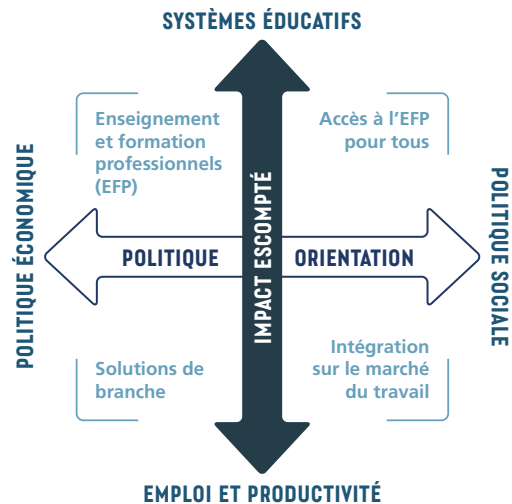 SYSTÈMES ÉDUCATIFS
Enseignement
et formation
professionnels
(EFP)
Accès à l'EFP
pour tous
POLITIQUE ÉCONOMIQUE
POLITIQUE
IMPACT ESCOMPTÉ
ORIENTATION
POLITIQUE SOCIALE
Solutions de
branche
Intégration
sur le marché
du travail
EMPLOI ET PRODUCTIVITÉ